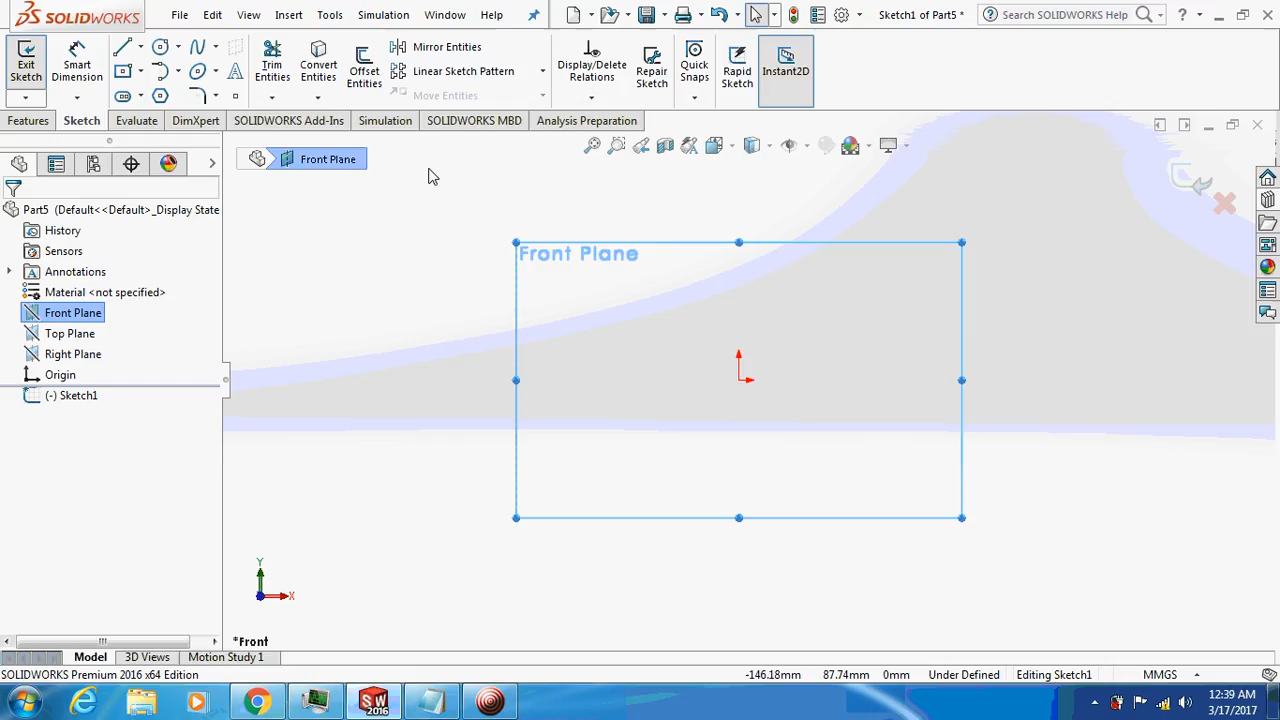 SOLIDWORKS File Edit View Insert Tools Simulation Window Help Sketch1 of Part5 * Search SOLIDWORKS Help
Exit Sketch
Smart Dimension
Trim Entities
Convert Entities
Offset Entities
Mirror Entities
Linear Sketch Pattern
Move Entities
Display/Delete Relations
Repair Sketch
Quick Snaps
Rapid Sketch
Instant2D
Features Sketch Evaluate DimXpert SOLIDWORKS Add-Ins Simulation SOLIDWORKS MBD Analysis Preparation
Front Plane
Part5 (Default<<Default>_Display State
History
Sensors
Annotations
Material <not specified>
Front Plane
Top Plane
Right Plane
Origin
(-) Sketch1
Front Plane
Y
X
*Front
Model 3D Views Motion Study 1
SOLIDWORKS Premium 2016 x64 Edition -146.18mm 87.74mm 0mm Under Defined Editing Sketch1 MMGS
SW 2016
12:39 AM
3/17/2017